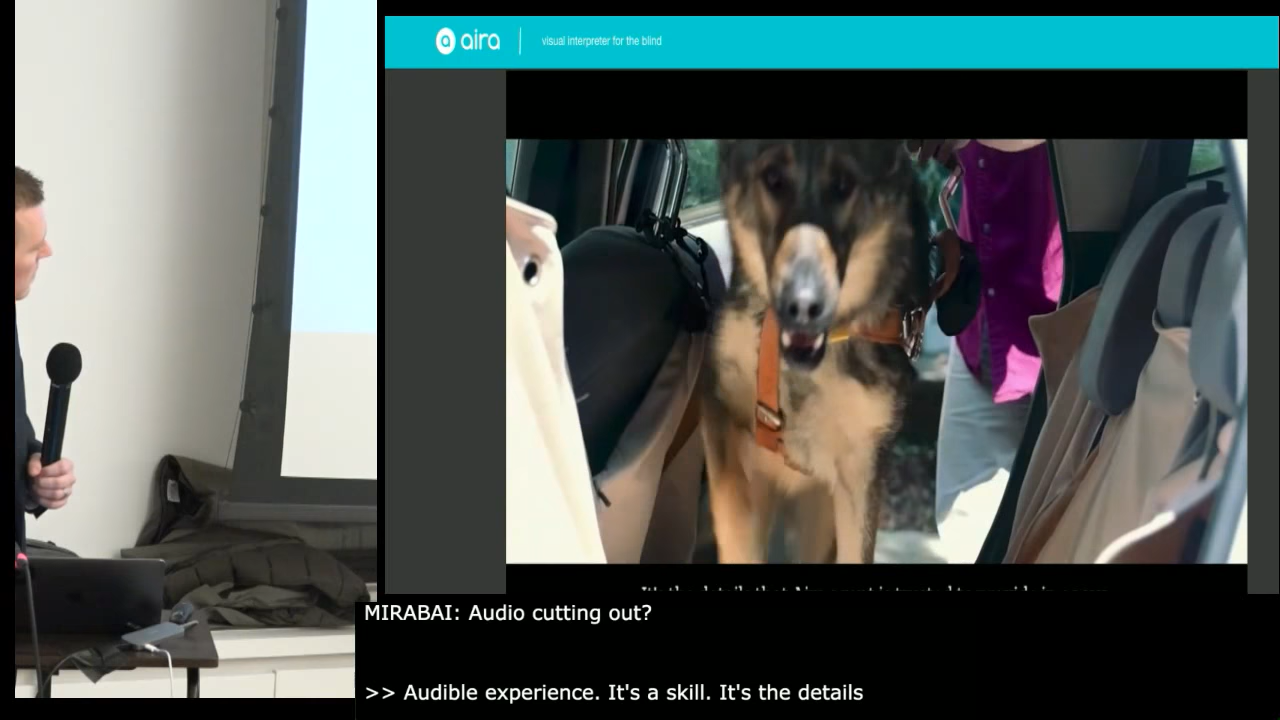 aira
visual interpreter for the blind
MIRABAI: Audio cutting out?
>> Audible experience. It's a skill. It's the details